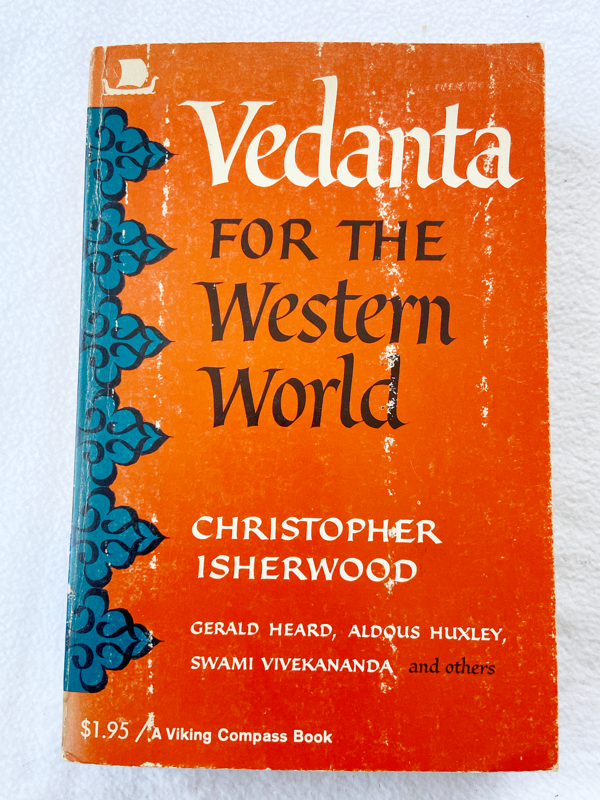 Vedanta
FOR THE
Western
World
CHRISTOPHER
ISHERWOOD
GERALD HEARD, ALDOUS HUXLEY,
SWAMI VIVEKANANDA and others
$1.95 / A Viking Compass Book